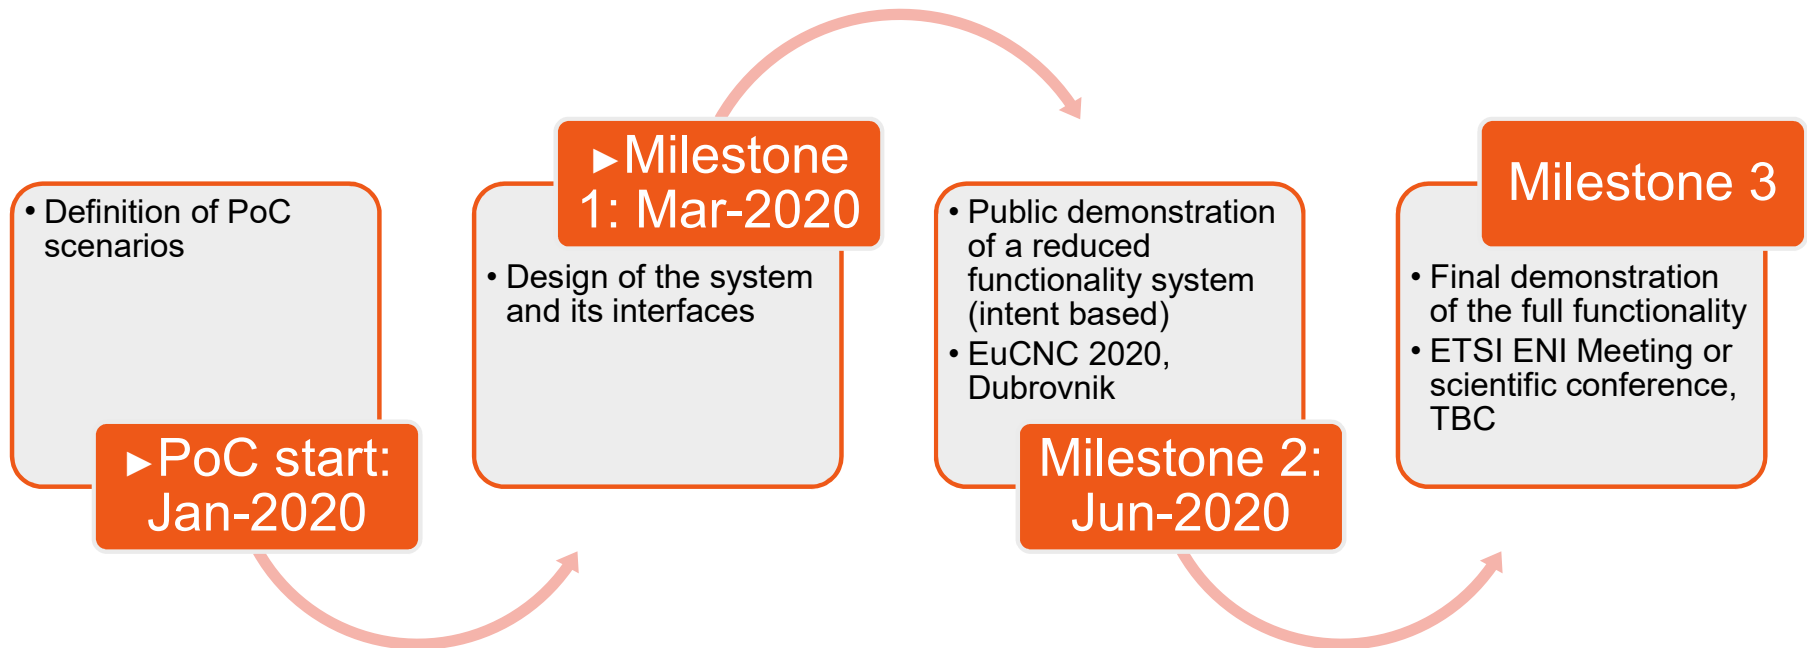 • Definition of PoC
scenarios
►PoC start:
Jan-2020
►Milestone
1: Mar-2020
• Design of the system
and its interfaces
• Public demonstration
of a reduced
functionality system
(intent based)
• EuCNC 2020,
Dubrovnik
Milestone 2:
Jun-2020
Milestone 3
• Final demonstration
of the full functionality
• ETSI ENI Meeting or
scientific conference,
TBC